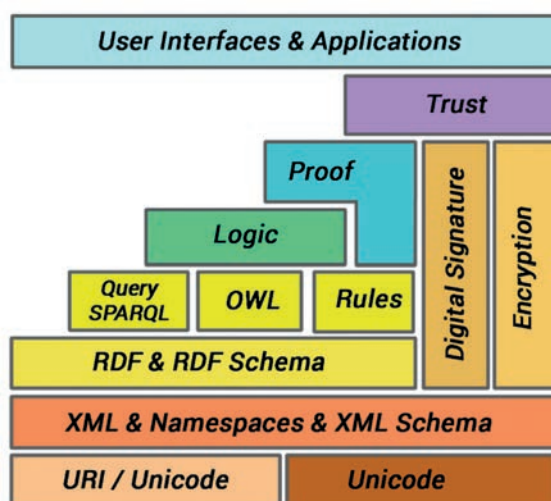 User Interfaces & Applications
Trust
Proof
Logic
Query
SPARQL
OWL
Rules
Digital Signature
Encryption
RDF & RDF Schema
XML & Namespaces & XML Schema
URI / Unicode
Unicode